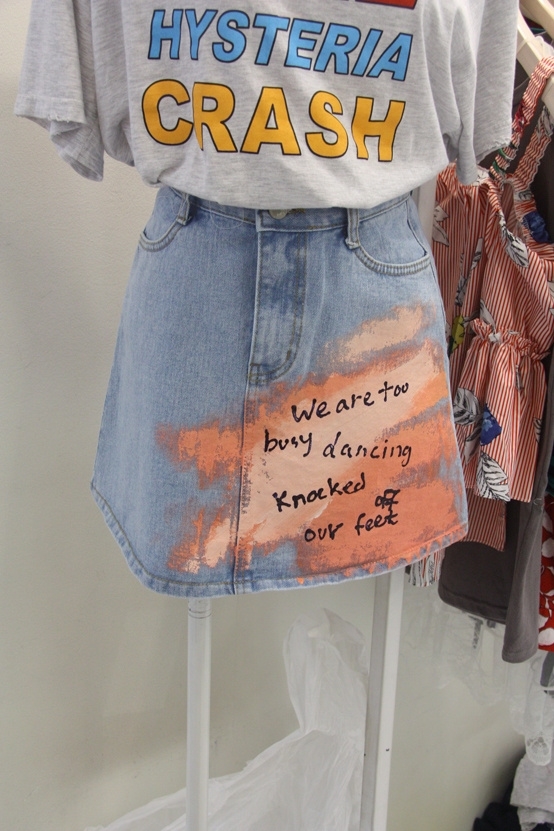 HYSTERIA
CRASH
We are too
busy dancing
Knocked off
our feet